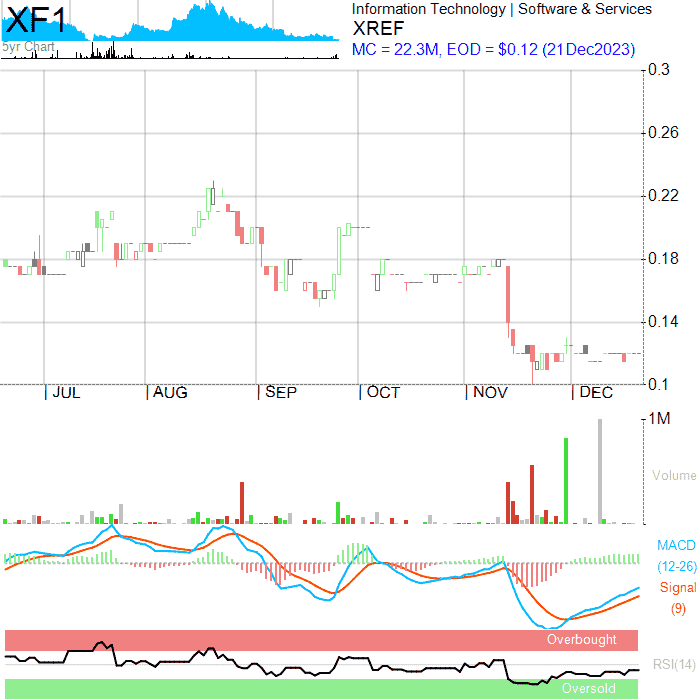 XF1
5yr Chart
Information Technology | Software & Services
XREF
MC = 22.3M, EOD = $0.12 (21Dec2023)
0.3
0.26
0.22
0.18
0.14
0.1
JUL
AUG
SEP
OCT
NOV
DEC
1M
Volume
MACD
(12-26)
Signal
(9)
Overbought
RSI(14)
Oversold